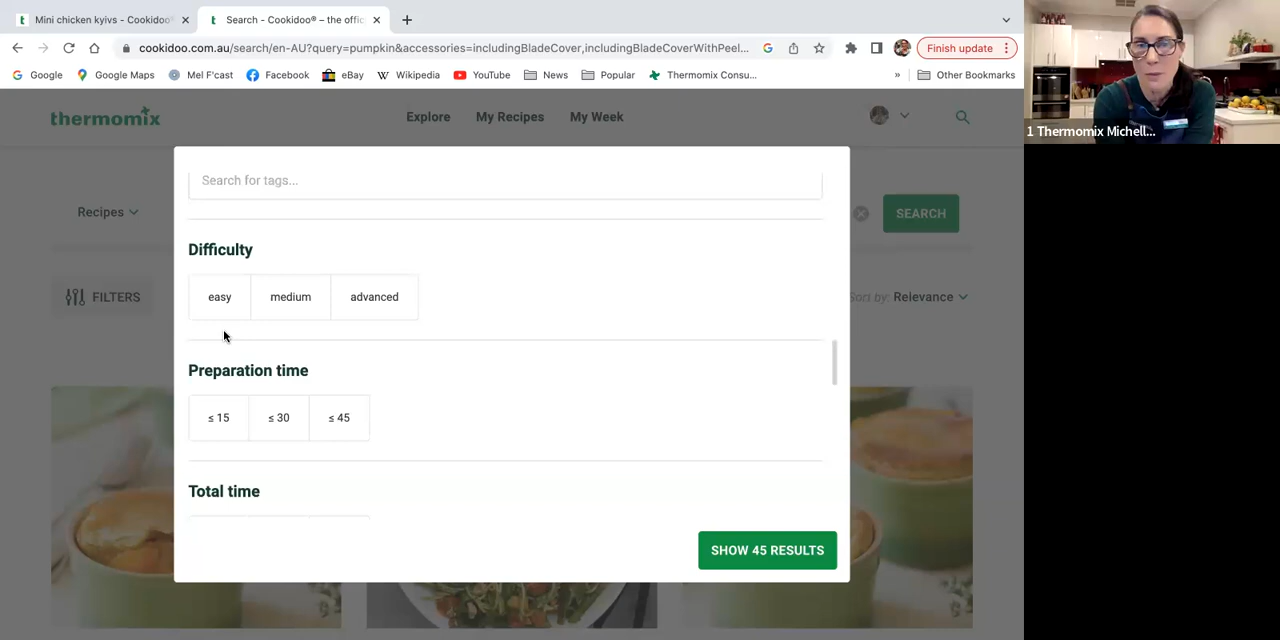 Mini chicken kyivs - Cookidoo®
Search - Cookidoo® – the offic
cookidoo.com.au/search/en-AU?query=pumpkin&accessories=includingBladeCover,includingBladeCoverWithPeel...
Finish update
Google
Google Maps
Mel F'cast
Facebook
eBay
Wikipedia
YouTube
News
Popular
Thermomix Consu...
»
Other Bookmarks
thermomix
Explore
My Recipes
My Week
Search for tags...
Recipes
SEARCH
Difficulty
easy
medium
advanced
FILTERS
Sort by: Relevance
Preparation time
≤ 15
≤ 30
≤ 45
Total time
SHOW 45 RESULTS
1 Thermomix Michell...